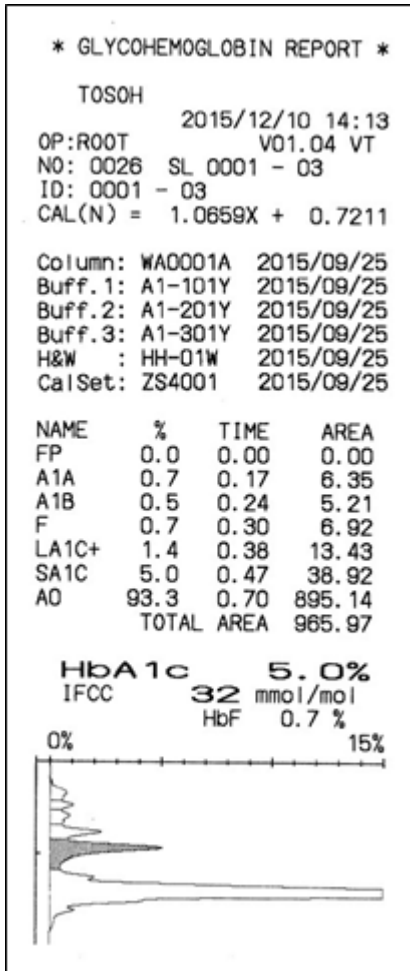 * GLYCOHEMOGLOBIN REPORT *
TOSOH
2015/12/10 14:13
OP:ROOT V01.04 VT
NO: 0026 SL 0001 - 03
ID: 0001 - 03
CAL(N) = 1.0659X + 0.7211
Column: WA0001A 2015/09/25
Buff.1: A1-101Y 2015/09/25
Buff.2: A1-201Y 2015/09/25
Buff.3: A1-301Y 2015/09/25
H&W : HH-01W 2015/09/25
CalSet: ZS4001 2015/09/25
NAME % TIME AREA
FP 0.0 0.00 0.00
A1A 0.7 0.17 6.35
A1B 0.5 0.24 5.21
F 0.7 0.30 6.92
LA1C+ 1.4 0.38 13.43
SA1C 5.0 0.47 38.92
A0 93.3 0.70 895.14
TOTAL AREA 965.97
HbA1c 5.0%
IFCC 32 mmol/mol
HbF 0.7 %
0% 15%